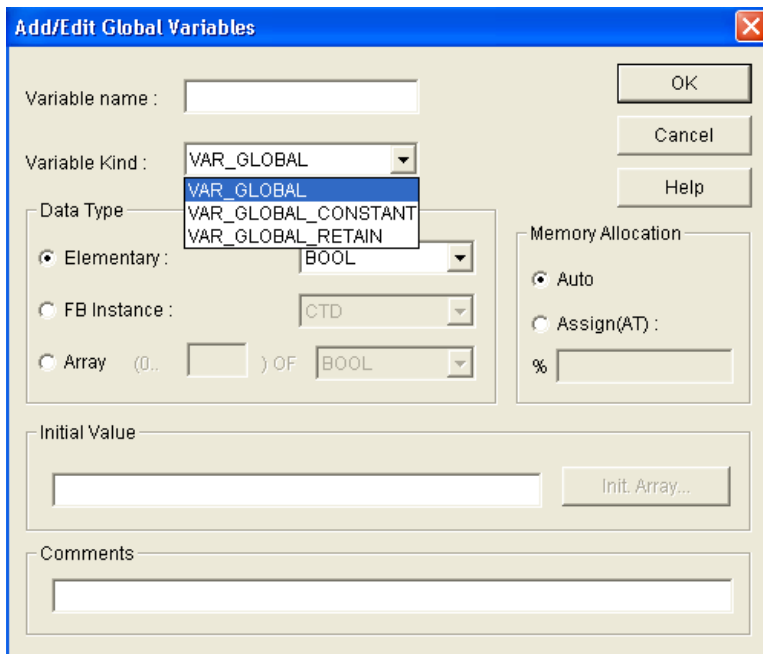 Add/Edit Global Variables
Variable name :
OK
Cancel
Variable Kind :
VAR_GLOBAL
Help
VAR_GLOBAL
VAR_GLOBAL_CONSTANT
VAR_GLOBAL_RETAIN
Data Type
Elementary :
BOOL
FB Instance :
CTD
Array (0.. ) OF BOOL
Memory Allocation
Auto
Assign(AT) :
%
Initial Value
Init. Array...
Comments